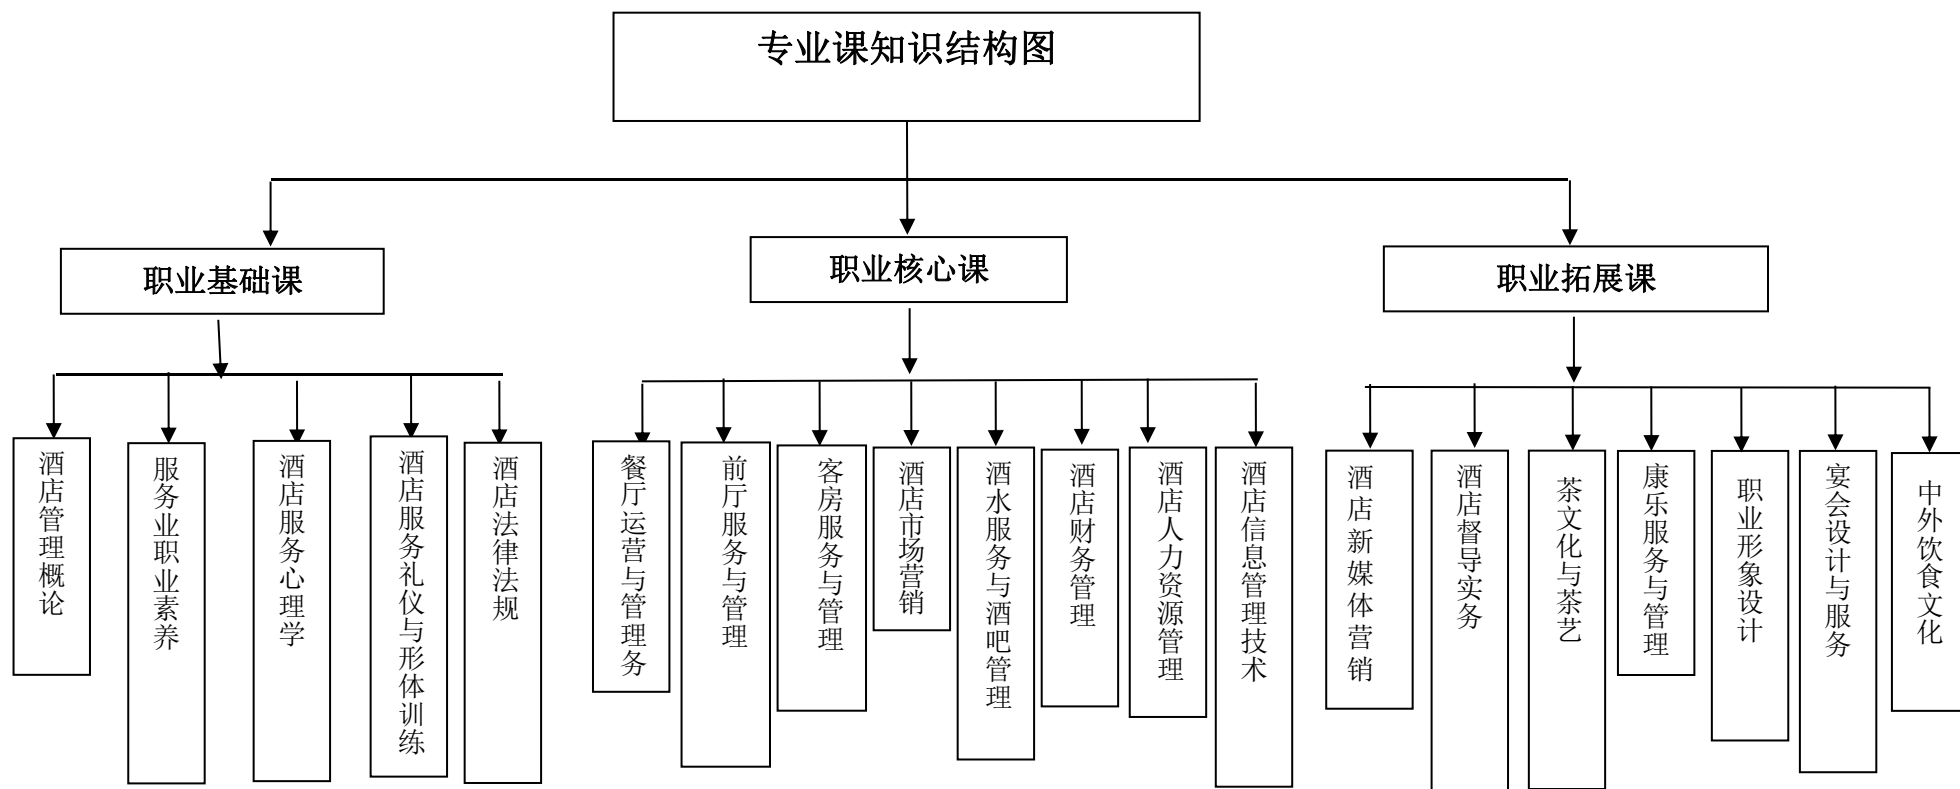 专业课知识结构图
职业基础课
职业核心课
职业拓展课
酒店管理概论
服务业职业素养
酒店服务心理学
酒店服务礼仪与形体训练
酒店法律法规
餐厅运营与管理务
前厅服务与管理
客房服务与管理
酒店市场营销
酒水服务与酒吧管理
酒店财务管理
酒店人力资源管理
酒店信息管理技术
酒店新媒体营销
酒店督导实务
茶文化与茶艺
康乐服务与管理
职业形象设计
宴会设计与服务
中外饮食文化